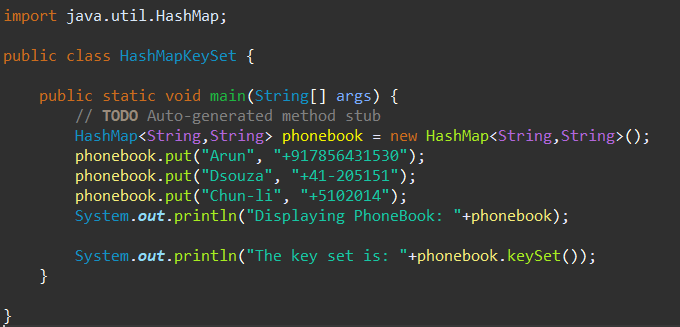 import java.util.HashMap;
public class HashMapKeySet {
public static void main(String[] args) {
// TODO Auto-generated method stub
HashMap<String,String> phonebook = new HashMap<String,String>();
phonebook.put("Arun", "+917856431530");
phonebook.put("Dsouza", "+41-205151");
phonebook.put("Chun-li", "+5102014");
System.out.println("Displaying PhoneBook: "+phonebook);
System.out.println("The key set is: "+phonebook.keySet());
}
}